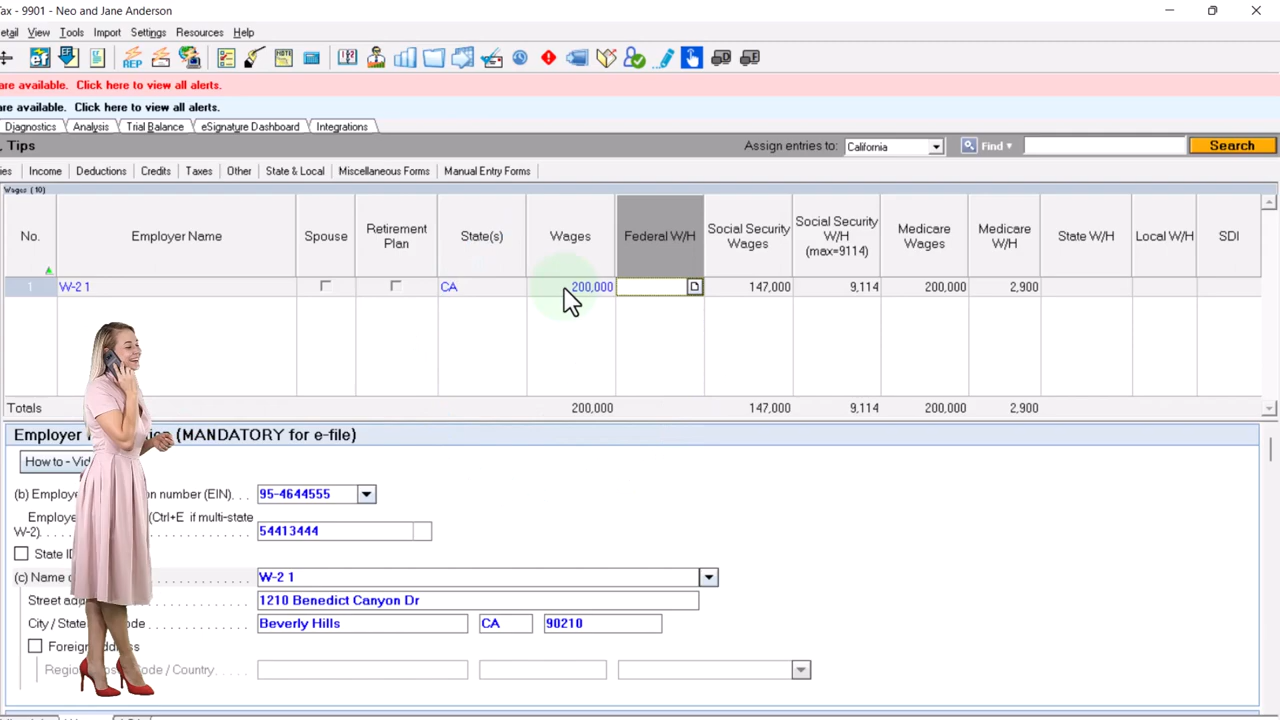 Tax - 9901 - Neo and Jane Anderson
etail View Tools Import Settings Resources Help
REP
are available. Click here to view all alerts.
are available. Click here to view all alerts.
Diagnostics Analysis Trial Balance eSignature Dashboard Integrations
, Tips Assign entries to: California Find Search
ies Income Deductions Credits Taxes Other State & Local Miscellaneous Forms Manual Entry Forms
Wages (10)
No. Employer Name Spouse Retirement Plan State(s) Wages Federal W/H Social Security Wages Social Security W/H (max=9114) Medicare Wages Medicare W/H State W/H Local W/H SDI
1 W-2 1 CA 200,000 147,000 9,114 200,000 2,900
Totals 200,000 147,000 9,114 200,000 2,900
Employer (MANDATORY for e-file)
How to - Vid
(b) Employe number (EIN). . . 95-4644555
Employe (Ctrl+E if multi-state
W-2). 54413444
State ID
(c) Name o W-2 1
Street add 1210 Benedict Canyon Dr
City / State ode Beverly Hills CA 90210
Foreign
Regio Code / Country